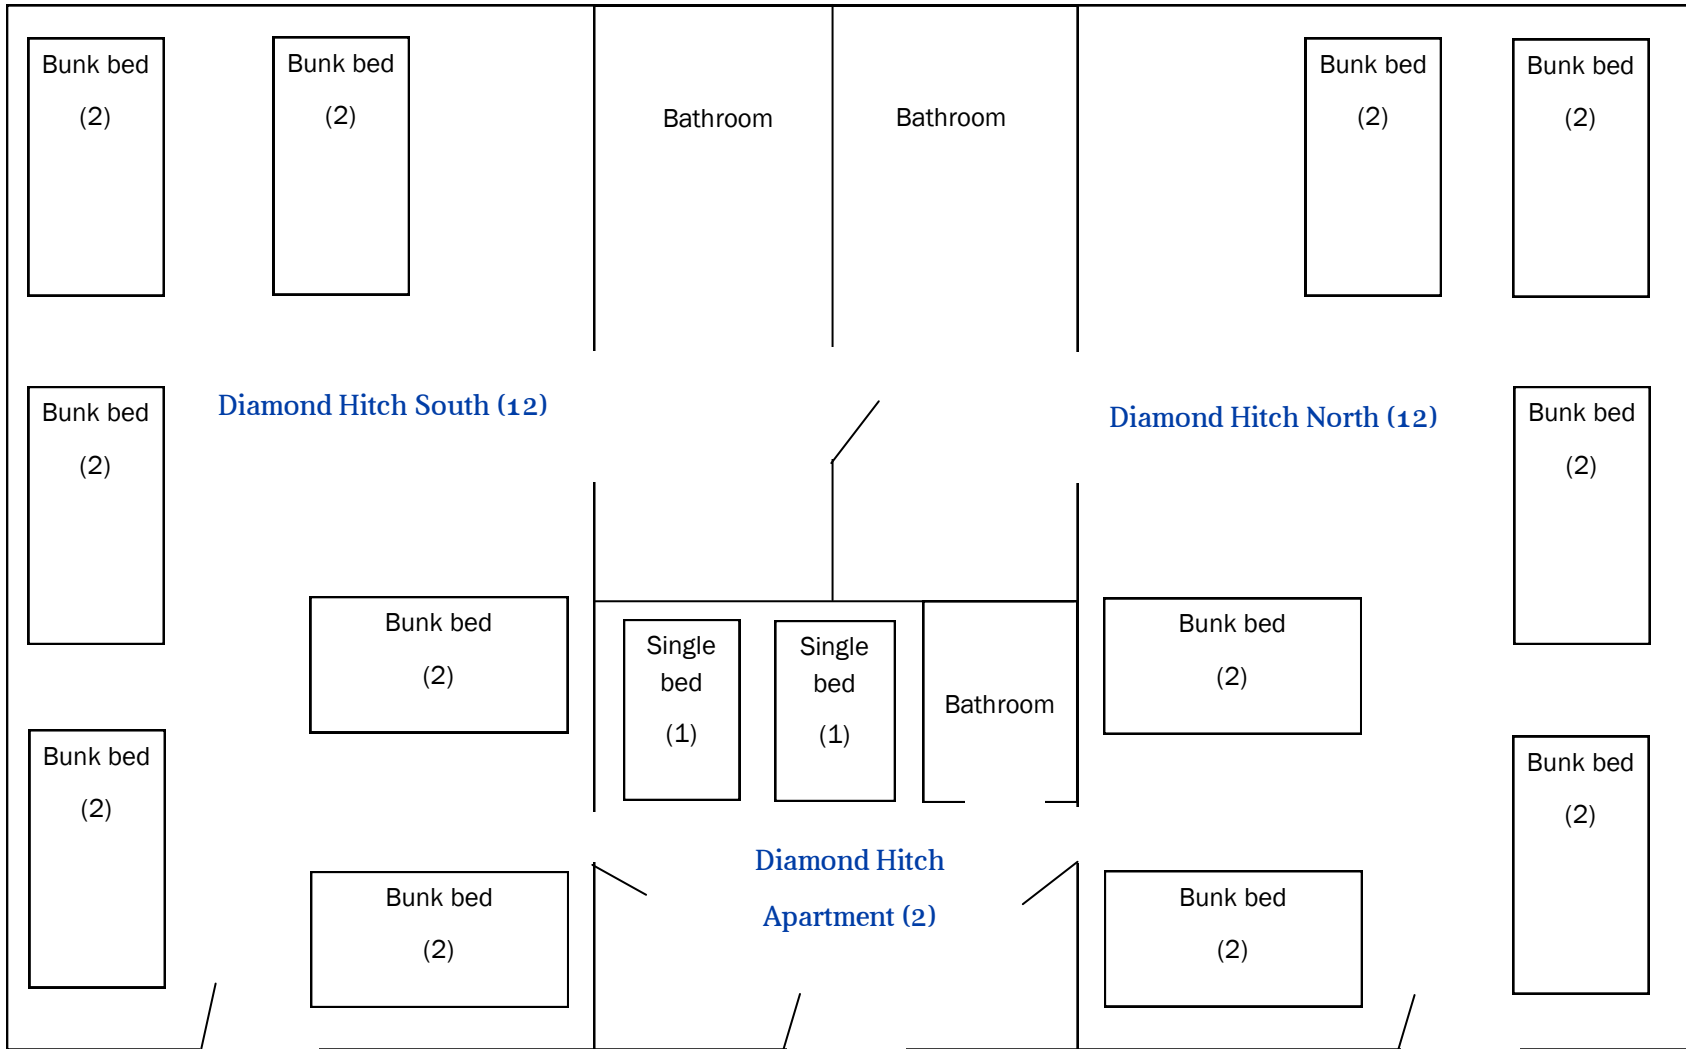 Bunk bed
(2)
Bunk bed
(2)
Bathroom
Bathroom
Bunk bed
(2)
Bunk bed
(2)
Bunk bed
(2)
Diamond Hitch South (12)
Diamond Hitch North (12)
Bunk bed
(2)
Bunk bed
(2)
Single
bed
(1)
Single
bed
(1)
Bathroom
Bunk bed
(2)
Bunk bed
(2)
Bunk bed
(2)
Diamond Hitch
Apartment (2)
Bunk bed
(2)
Bunk bed
(2)